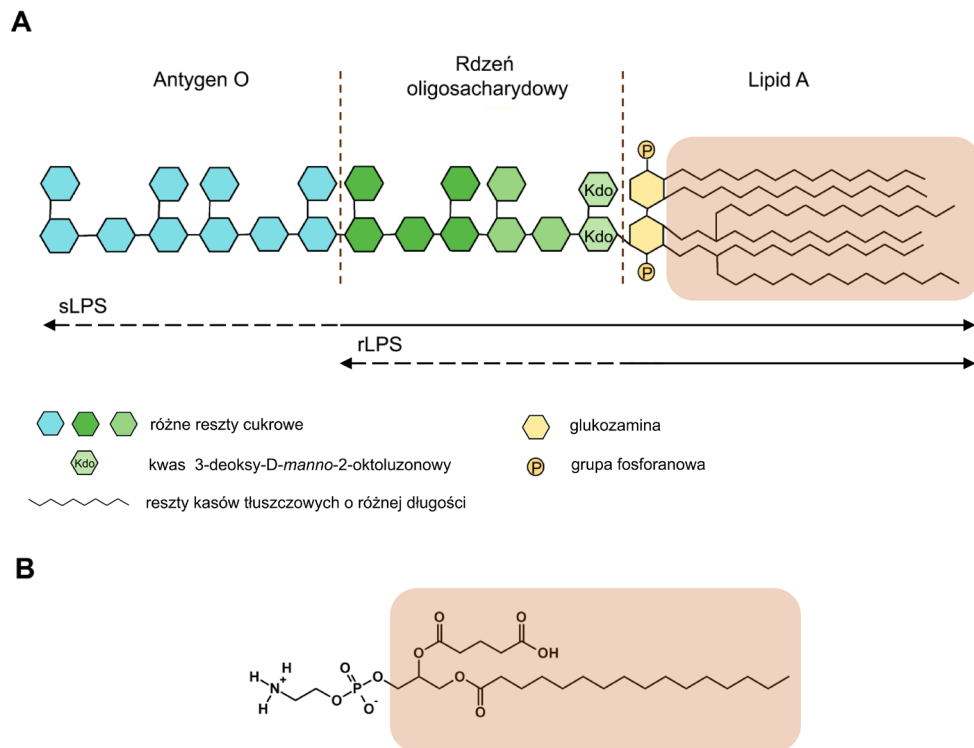 A
Antygen O
Rdzeń
oligosacharydowy
Lipid A
P
Kdo
Kdo
P
sLPS
rLPS
różne reszty cukrowe
glukozamina
Kdo
kwas 3-deoksy-D-manno-2-oktoluzonowy
P
grupa fosforanowa
reszty kasów tłuszczowych o różnej długości
B
O
O
H
H
O
O
OH
N
+
P
O
O
H
O
O-
O